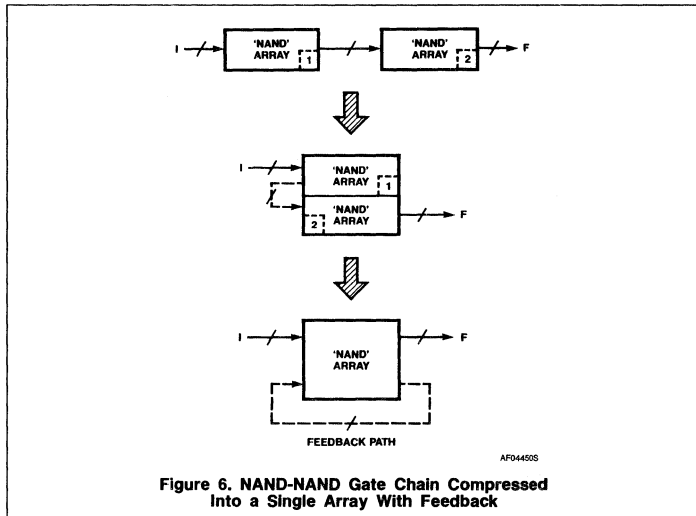 I
'NAND'
ARRAY
1
'NAND'
ARRAY
2
F
I
'NAND'
ARRAY
1
'NAND'
ARRAY
2
F
I
'NAND'
ARRAY
F
FEEDBACK PATH
AF04450S
Figure 6. NAND-NAND Gate Chain Compressed
Into a Single Array With Feedback